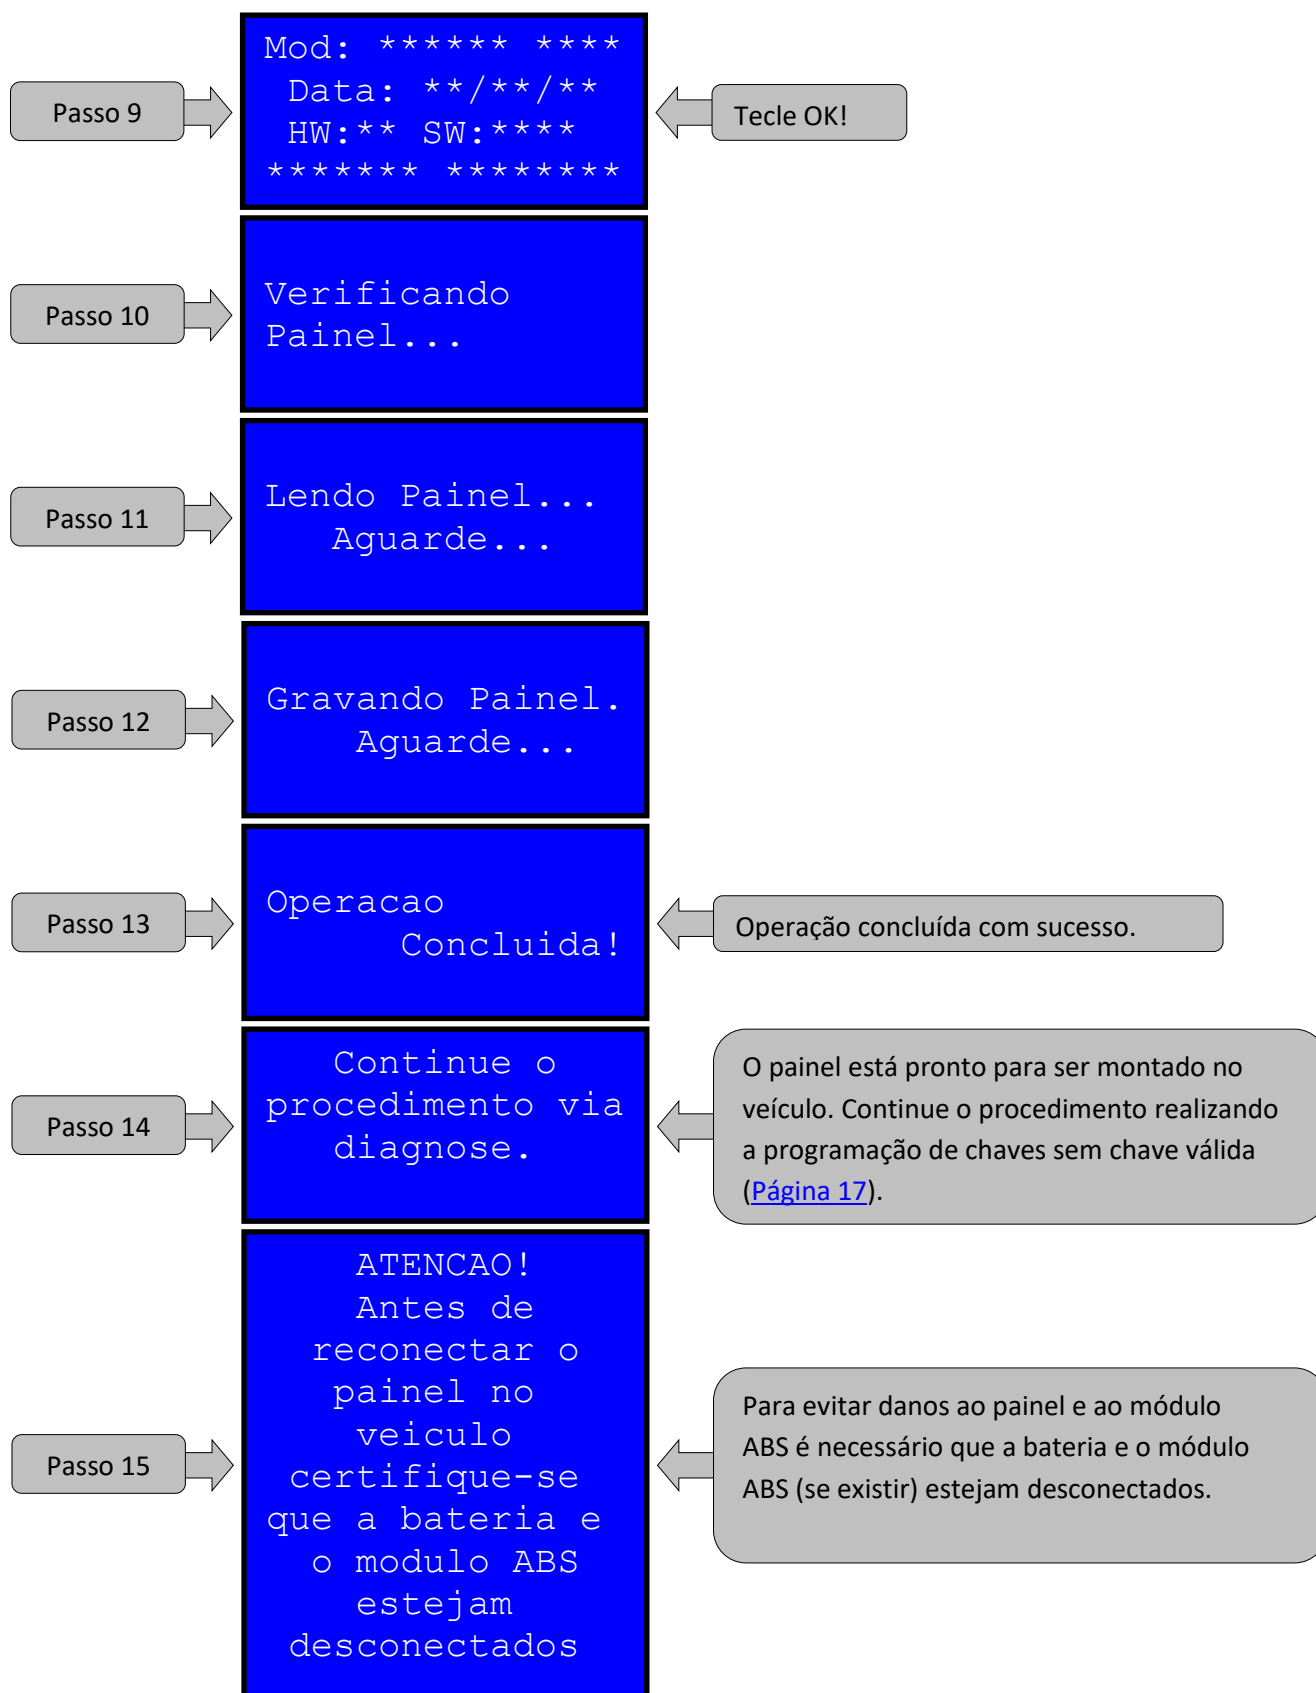 Passo 9
Mod: ****** ****
Data: **/**/**
HW:** SW:****
******* ********
Tecle OK!
Passo 10
Verificando
Painel...
Passo 11
Lendo Painel...
Aguarde...
Passo 12
Gravando Painel.
Aguarde...
Passo 13
Operacao
Concluida!
Operação concluída com sucesso.
Passo 14
Continue o
procedimento via
diagnose.
O painel está pronto para ser montado no
veículo. Continue o procedimento realizando
a programação de chaves sem chave válida
(Página 17).
Passo 15
ATENCAO!
Antes de
reconectar o
painel no
veiculo
certifique-se
que a bateria e
o modulo ABS
estejam
desconectados
Para evitar danos ao painel e ao módulo
ABS é necessário que a bateria e o módulo
ABS (se existir) estejam desconectados.